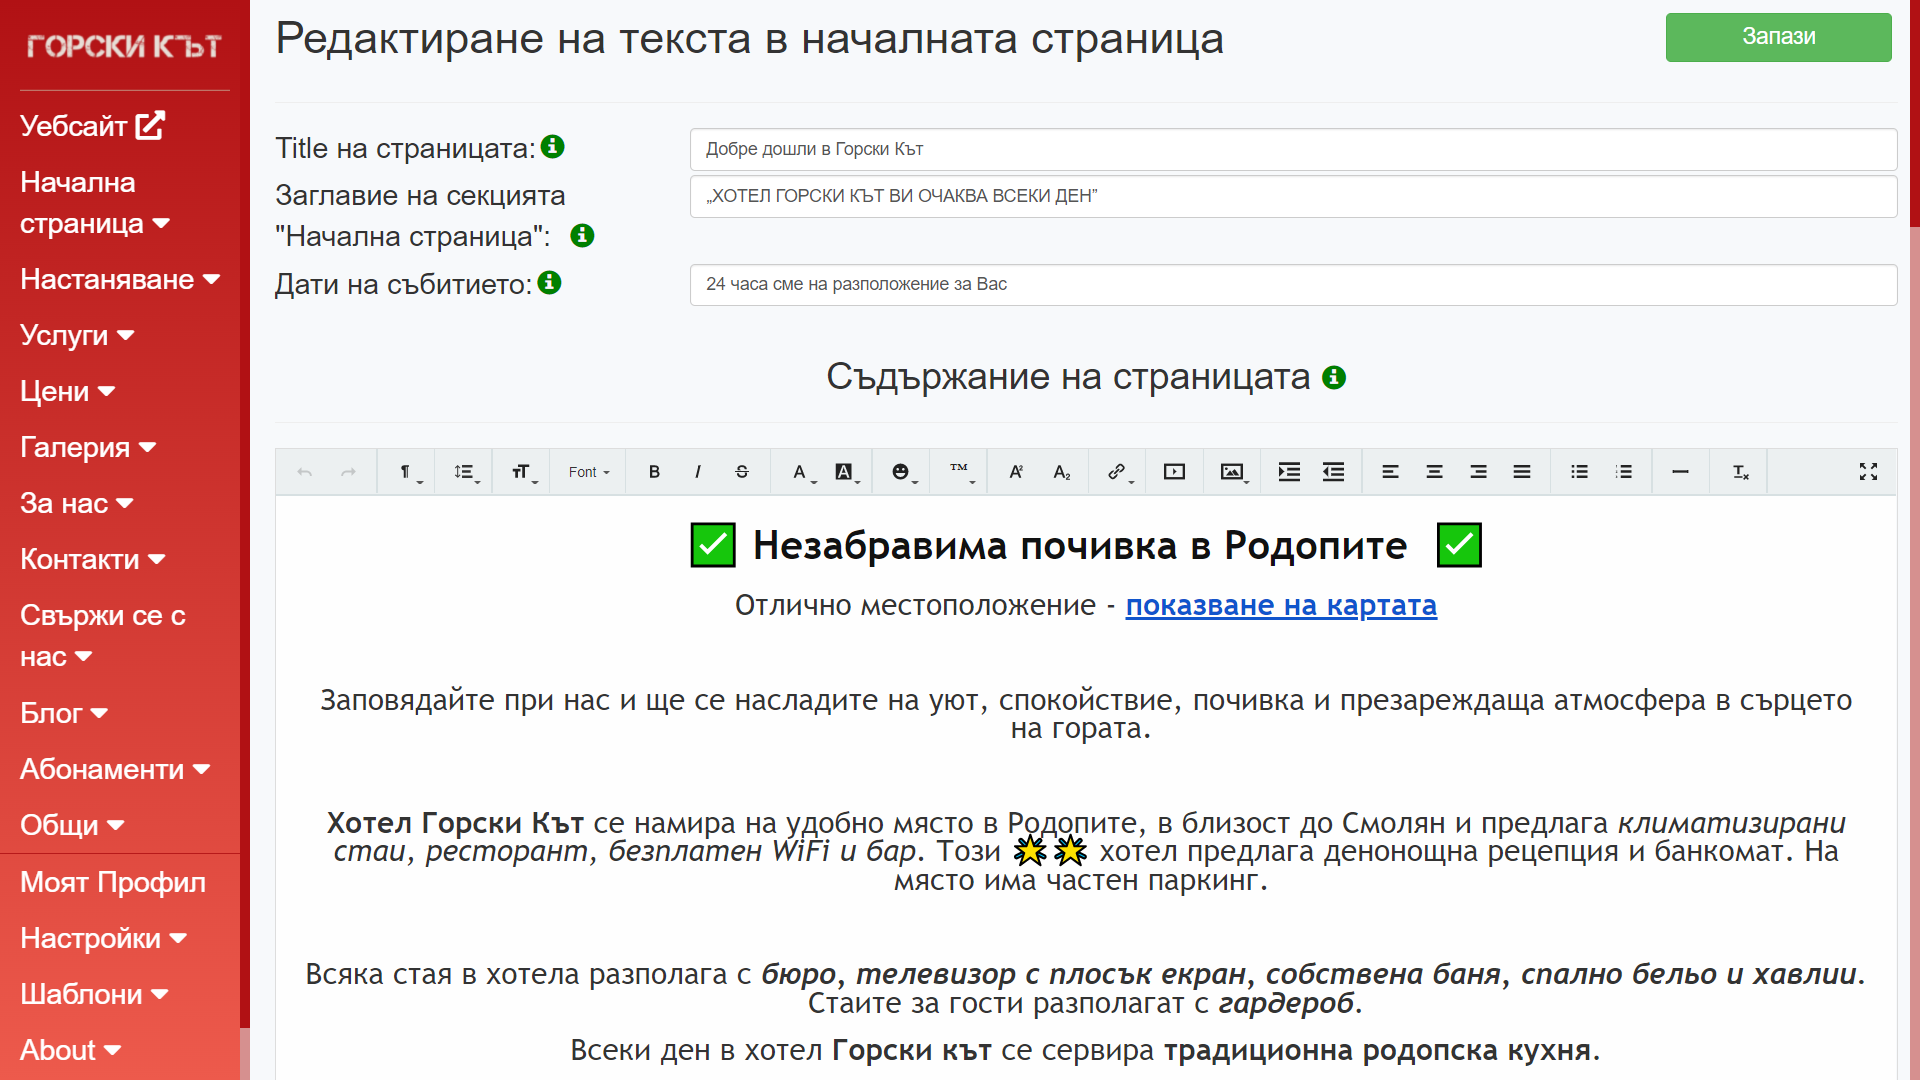 ГОРСКИ КЪТ
Уебсайт
Начална
страница
Настаняване
Услуги
Цени
Галерия
За нас
Контакти
Свържи се с
нас
Блог
Абонаменти
Общи
Моят Профил
Настройки
Шаблони
About
Редактиране на текста в началната страница
Запази
Title на страницата:
Добре дошли в Горски Кът
Заглавие на секцията
"Начална страница":
„ХОТЕЛ ГОРСКИ КЪТ ВИ ОЧАКВА ВСЕКИ ДЕН”
Дати на събитието:
24 часа сме на разположение за Вас
Съдържание на страницата
Font
Незабравима почивка в Родопите
Отлично местоположение - показване на картата
Заповядайте при нас и ще се насладите на уют, спокойствие, почивка и презареждаща атмосфера в сърцето
на гората.
Хотел Горски Кът се намира на удобно място в Родопите, в близост до Смолян и предлага климатизирани
стаи, ресторант, безплатен WiFi и бар. Този хотел предлага денонощна рецепция и банкомат. На
място има частен паркинг.
Всяка стая в хотела разполага с бюро, телевизор с плосък екран, собствена баня, спално бельо и хавлии.
Стаите за гости разполагат с гардероб.
Всеки ден в хотел Горски кът се сервира традиционна родопска кухня.